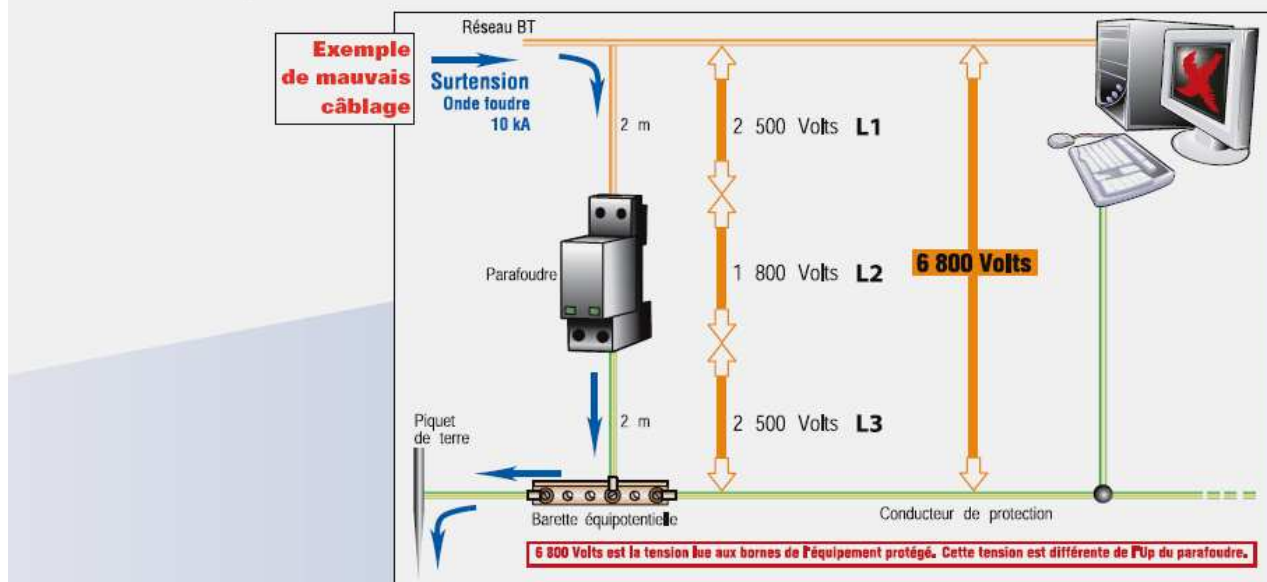 Réseau BT
Exemple
de mauvais
câblage
Surtension
Onde foudre
10 kA
2 m
2 500 Volts L1
Parafoudre
1 800 Volts L2
6 800 Volts
2 m
2 500 Volts L3
Piquet
de terre
Barette équipotentielle
Conducteur de protection
6 800 Volts est la tension lue aux bornes de l'équipement protégé. Cette tension est différente de l'Up du parafoudre.